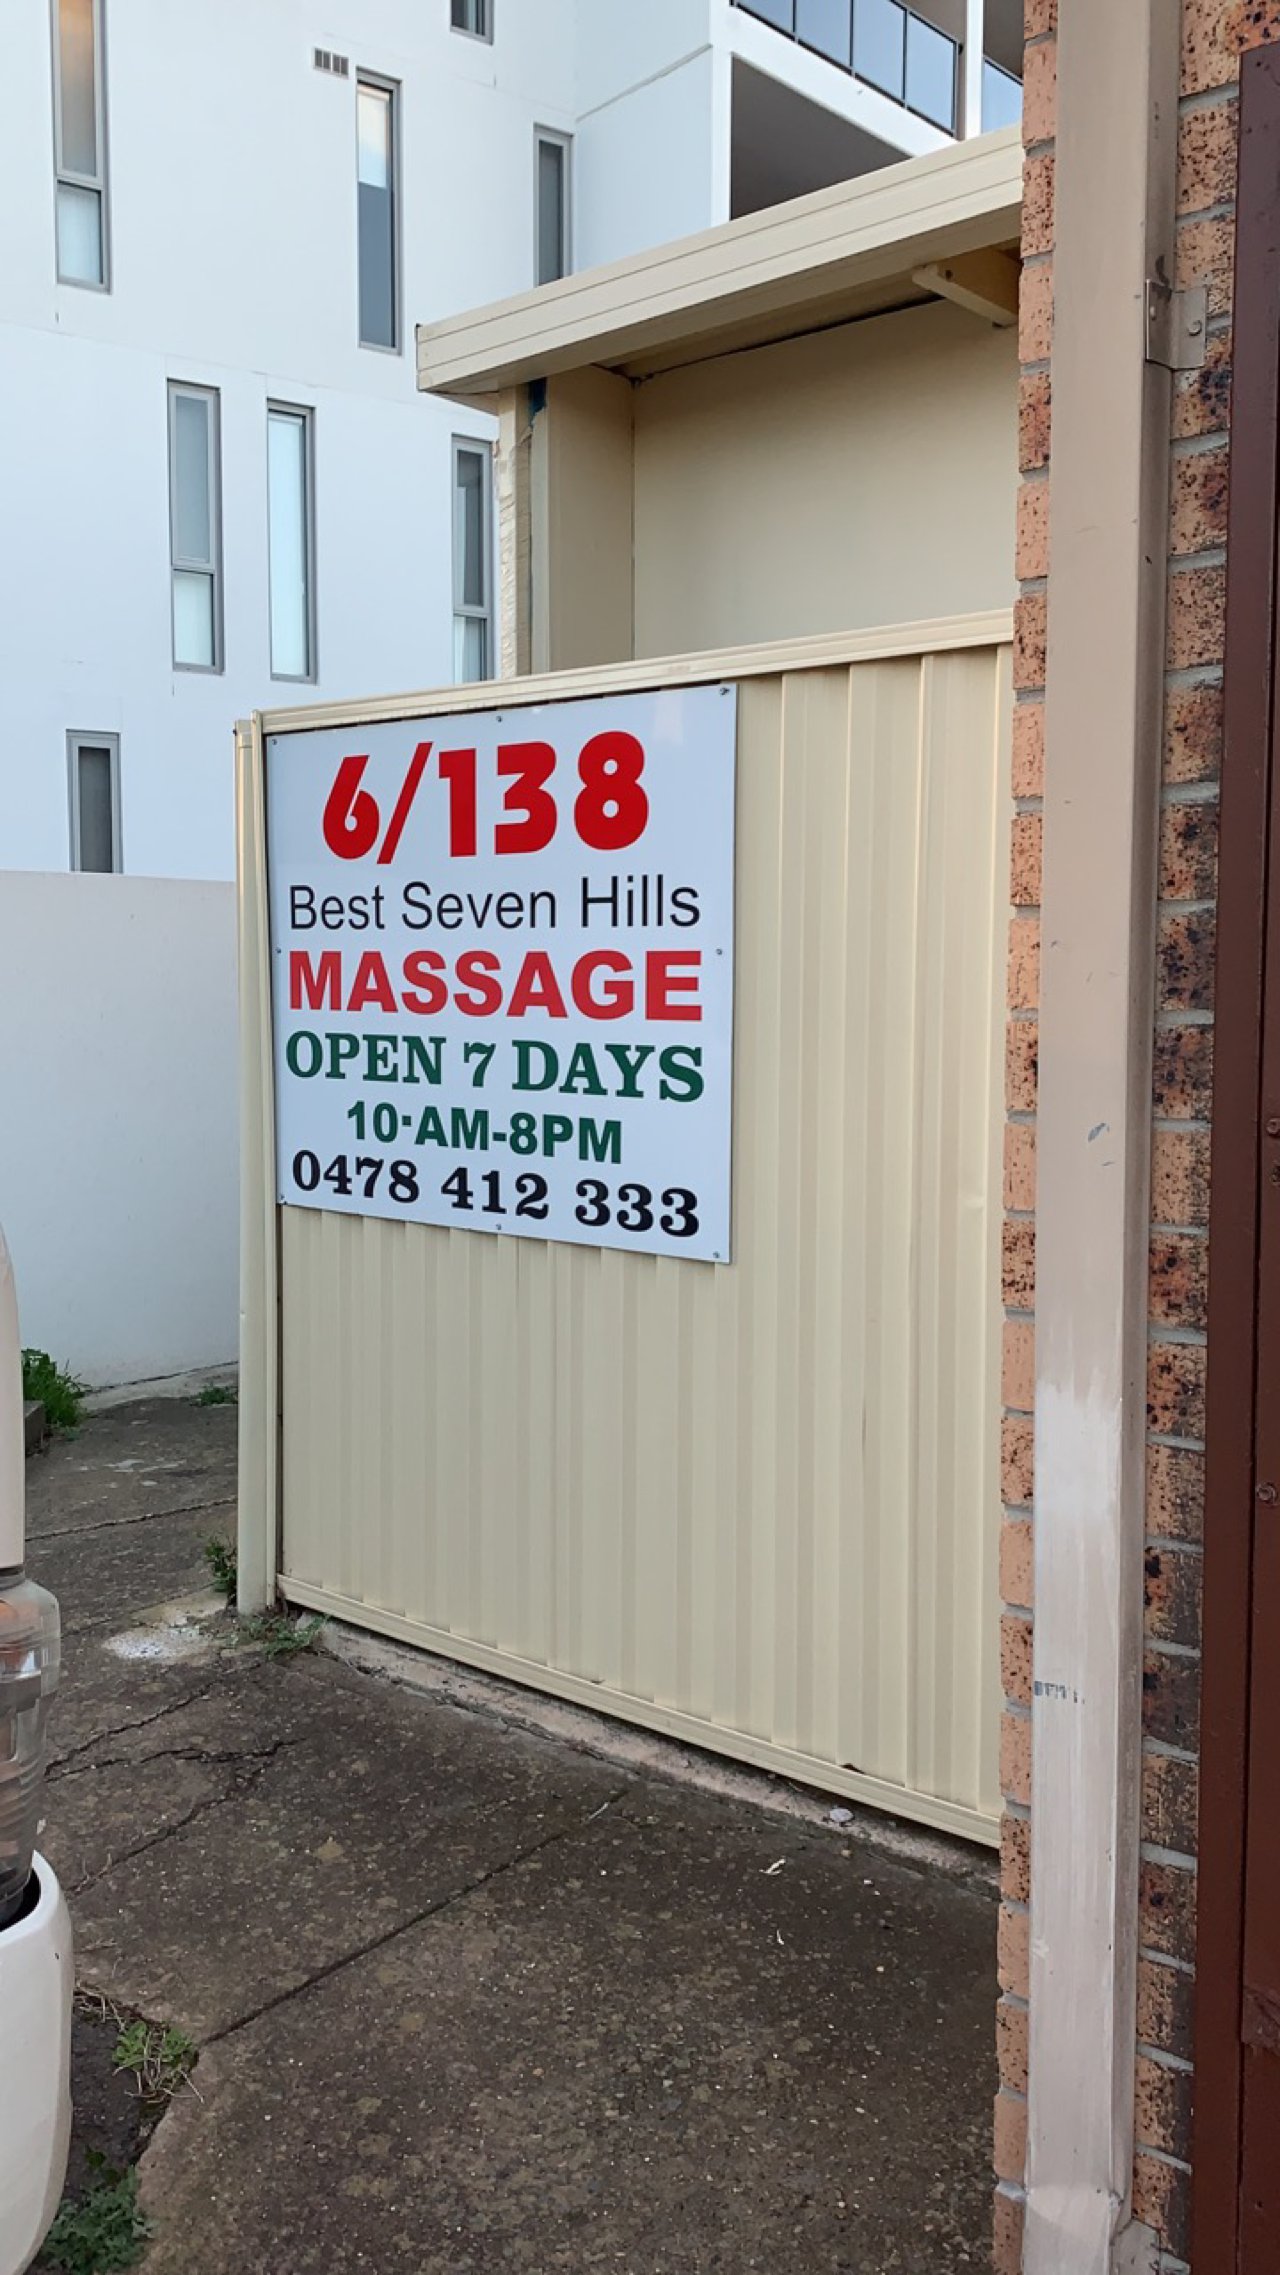 6/138
Best Seven Hills
MASSAGE
OPEN 7 DAYS
10·AM-8PM
0478 412 333